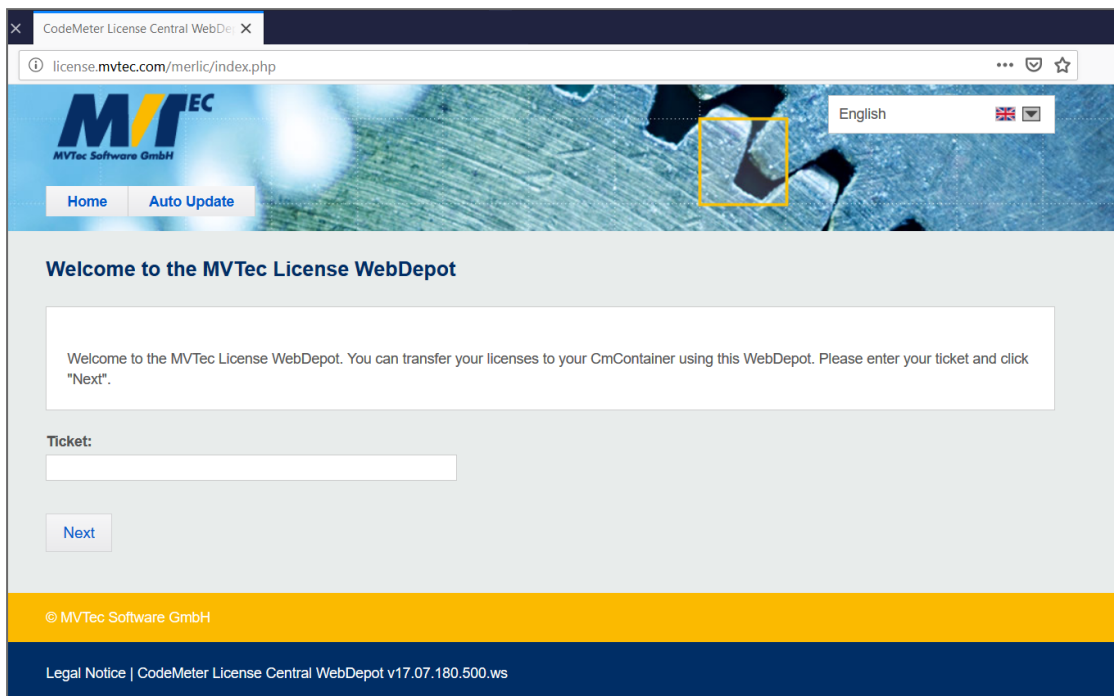 CodeMeter License Central WebDe
license.mvtec.com/merlic/index.php
MVTEC
MVTec Software GmbH
English
Home Auto Update
Welcome to the MVTec License WebDepot
Welcome to the MVTec License WebDepot. You can transfer your licenses to your CmContainer using this WebDepot. Please enter your ticket and click
"Next".
Ticket:
Next
© MVTec Software GmbH
Legal Notice | CodeMeter License Central WebDepot v17.07.180.500.ws